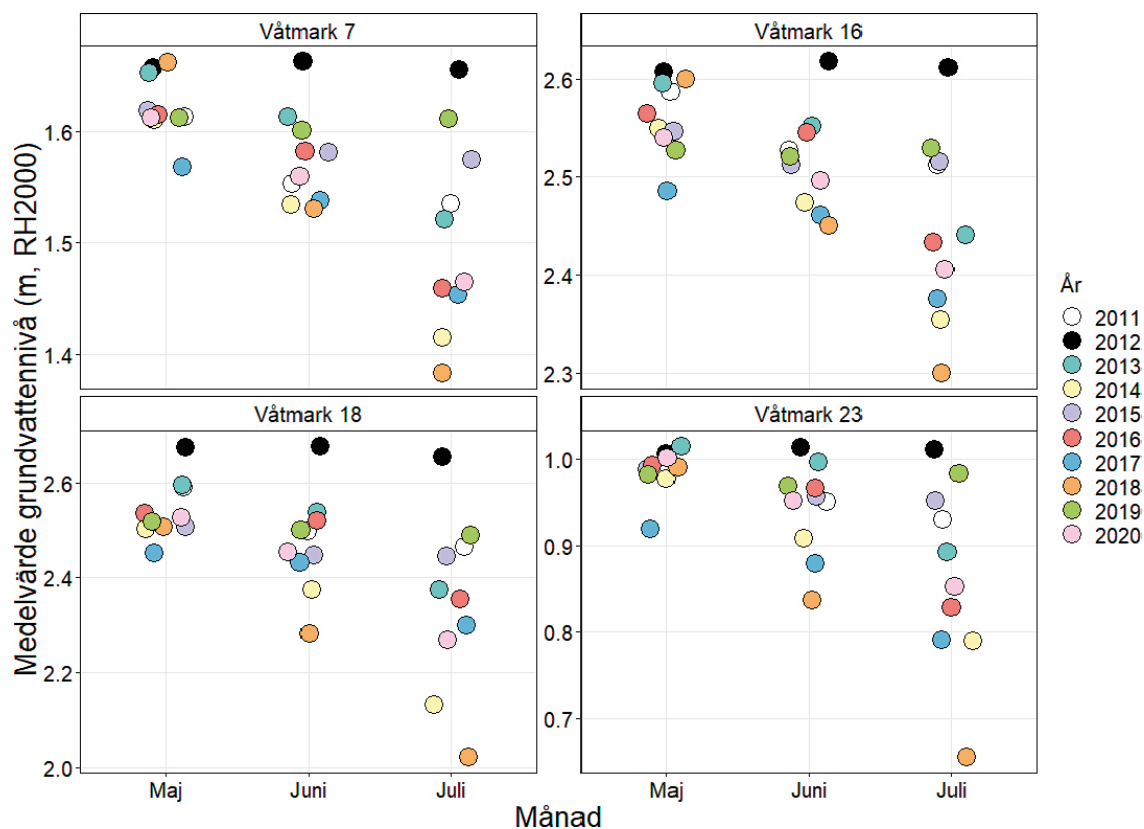 Medelvärde grundvattennivå (m, RH2000)
Våtmark 7
1.6
1.5
1.4
Våtmark 16
2.6
2.5
2.4
2.3
Våtmark 18
2.6
2.4
2.2
2.0
Maj Juni Juli
Våtmark 23
1.0
0.9
0.8
0.7
Maj Juni Juli
Månad
År
2011
2012
2013
2014
2015
2016
2017
2018
2019
2020